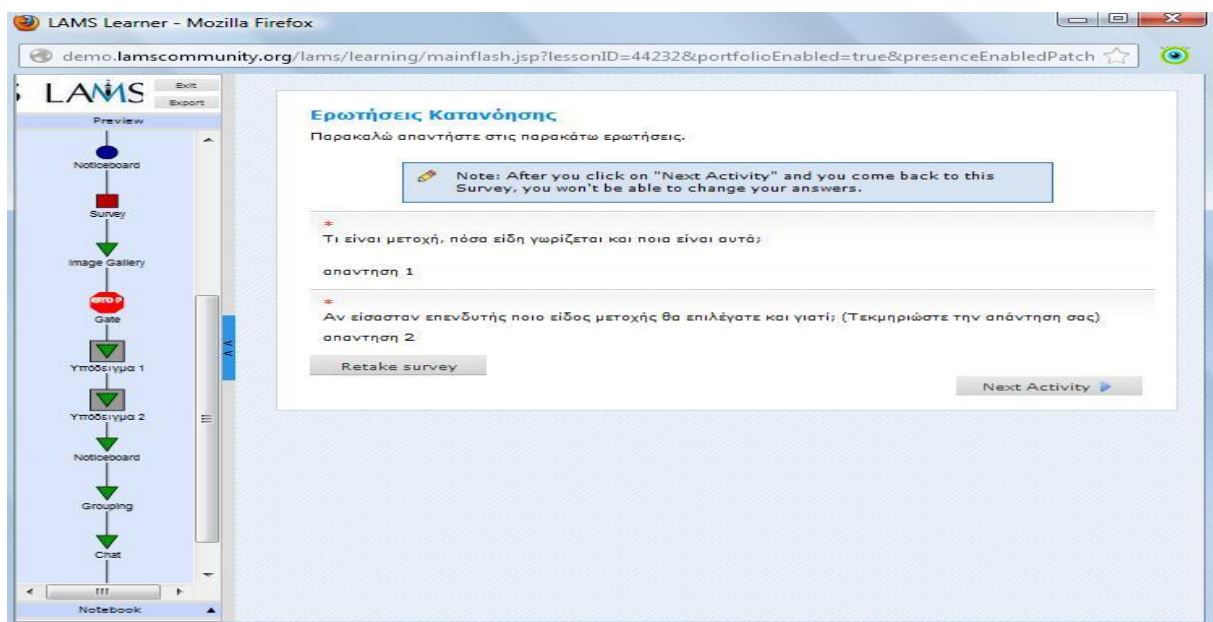 LAMS Learner - Mozilla Firefox
demo.lamscommunity.org/lams/learning/mainflash.jsp?lessonID=44232&portfolioEnabled=true&presenceEnabledPatch
LAMS
Exit
Export
Preview
Noticeboard
Survey
Image Gallery
STOP
Gate
Υπόδειγμα 1
Υπόδειγμα 2
Noticeboard
Grouping
Chat
Notebook
Ερωτήσεις Κατανόησης
Παρακαλώ απαντήστε στις παρακάτω ερωτήσεις.
Note: After you click on "Next Activity" and you come back to this
Survey, you won't be able to change your answers.
*
Τι είναι μετοχή, πόσα είδη γωρίζεται και ποια είναι αυτά;
απαντηση 1
*
Αν είσασταν επενδυτής ποιο είδος μετοχής θα επιλέγατε και γιατί; (Τεκμηριώστε την απάντηση σας)
απαντηση 2
Retake survey
Next Activity